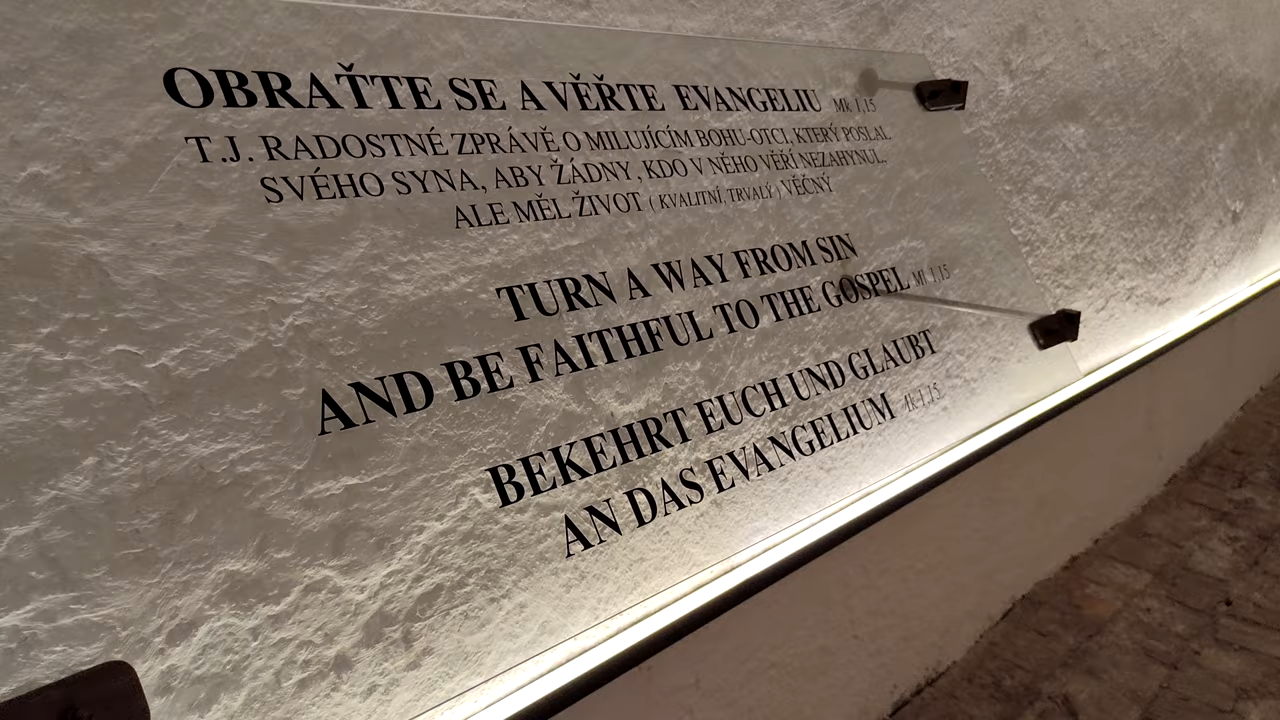 OBRAŤTE SE A VĚŘTE EVANGELIU Mk 1,15
T.J. RADOSTNÉ ZPRÁVĚ O MILUJÍCÍM BOHU-OTCI, KTERÝ POSLAL
SVÉHO SYNA, ABY ŽÁDNÝ, KDO V NĚHO VĚŘÍ NEZAHYNUL,
ALE MĚL ŽIVOT ( KVALITNÍ, TRVALÝ ) VĚČNÝ
TURN A WAY FROM SIN
AND BE FAITHFUL TO THE GOSPEL Mk 1,15
BEKEHRT EUCH UND GLAUBT
AN DAS EVANGELIUM Mk 1,15